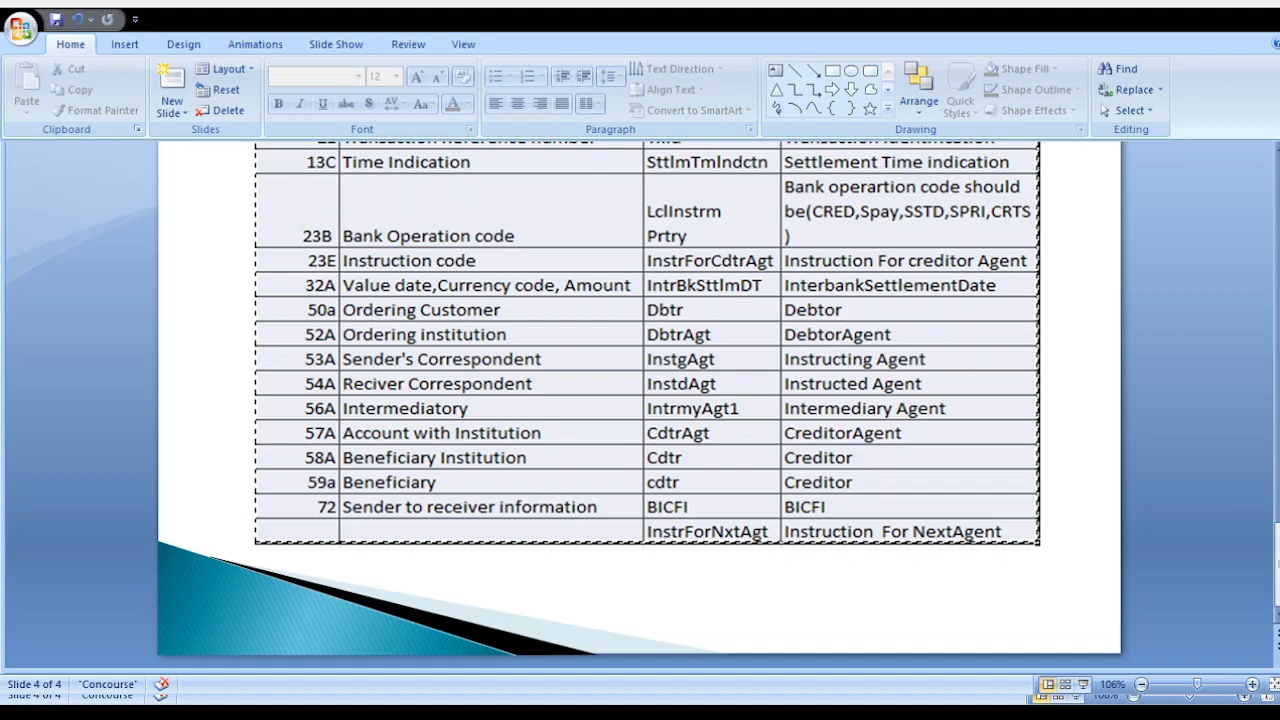 Home Insert Design Animations Slide Show Review View
Paste
Cut
Copy
Format Painter
Clipboard
New
Slide
Layout
Reset
Delete
Slides
12
B I U abc S AV Aa A
Font
Text Direction
Align Text
Convert to SmartArt
Paragraph
Arrange
Quick
Styles
Shape Fill
Shape Outline
Shape Effects
Drawing
Find
Replace
Select
Editing
13C Time Indication SttlmTmIndctn Settlement Time indication
23B Bank Operation code LclInstrm
Prtry
Bank operartion code should
be(CRED,Spay,SSTD,SPRI,CRTS
)
23E Instruction code InstrForCdtrAgt Instruction For creditor Agent
32A Value date,Currency code, Amount IntrBkSttlmDT InterbankSettlementDate
50a Ordering Customer Dbtr Debtor
52A Ordering institution DbtrAgt DebtorAgent
53A Sender's Correspondent InstgAgt Instructing Agent
54A Reciver Correspondent InstdAgt Instructed Agent
56A Intermediatory IntrmyAgt1 Intermediary Agent
57A Account with Institution CdtrAgt CreditorAgent
58A Beneficiary Institution Cdtr Creditor
59a Beneficiary cdtr Creditor
72 Sender to receiver information BICFI BICFI
InstrForNxtAgt Instruction For NextAgent
Slide 4 of 4 "Concourse" 106%